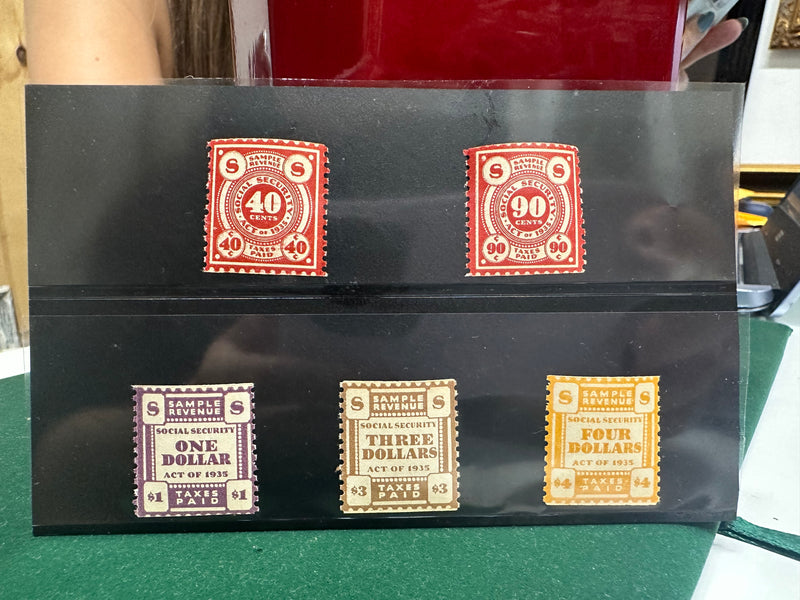 S SAMPLE REVENUE S
SOCIAL SECURITY
40
CENTS
ACT OF 1935
40 ¢ TAXES PAID 40 ¢
S SAMPLE REVENUE S
SOCIAL SECURITY
90
CENTS
ACT OF 1935
90 ¢ TAXES PAID 90 ¢
S SAMPLE S
REVENUE
SOCIAL SECURITY
ONE
DOLLAR
ACT OF 1935
$1 TAXES $1
PAID
S SAMPLE S
REVENUE
SOCIAL SECURITY
THREE
DOLLARS
ACT OF 1935
$3 TAXES $3
PAID
S SAMPLE S
REVENUE
SOCIAL SECURITY
FOUR
DOLLARS
ACT OF 1935
$4 TAXES $4
PAID